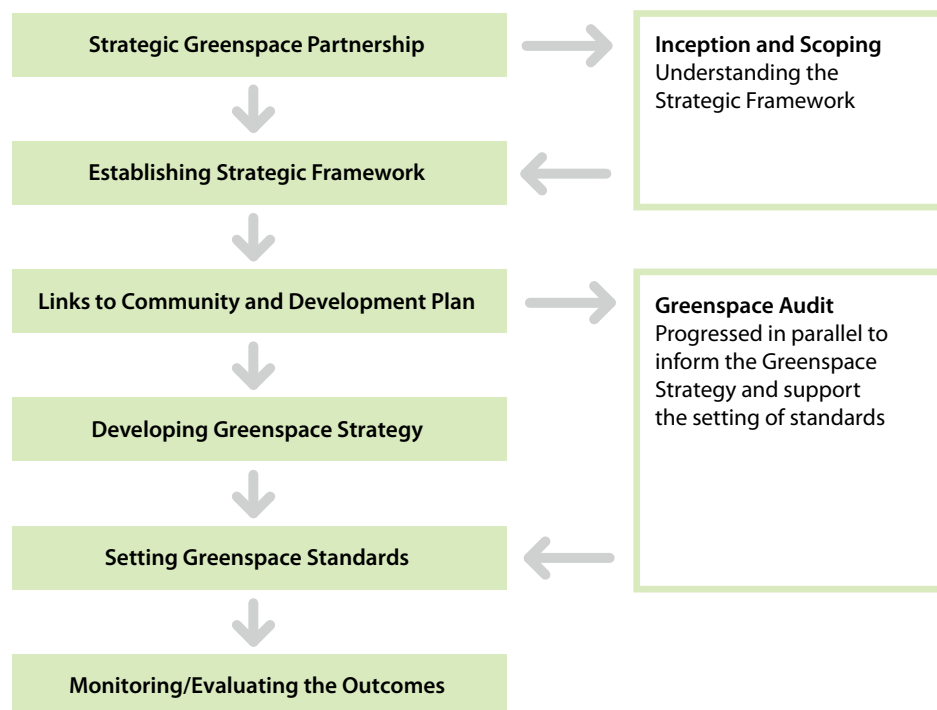 Strategic Greenspace Partnership
Inception and Scoping
Understanding the
Strategic Framework
Establishing Strategic Framework
Links to Community and Development Plan
Greenspace Audit
Progressed in parallel to
inform the Greenspace
Strategy and support
the setting of standards
Developing Greenspace Strategy
Setting Greenspace Standards
Monitoring/Evaluating the Outcomes